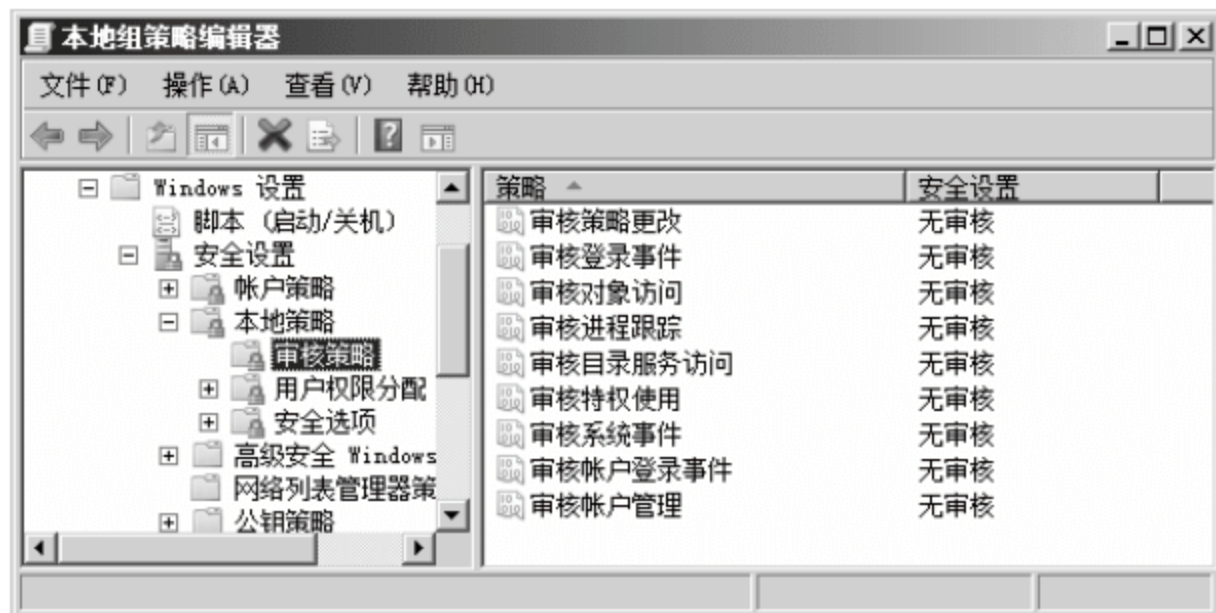 本地组策略编辑器
文件(F) 操作(A) 查看(V) 帮助(H)
Windows 设置
脚本 (启动/关机)
安全设置
帐户策略
本地策略
审核策略
用户权限分配
安全选项
高级安全 Windows
网络列表管理器策
公钥策略
策略 安全设置
审核策略更改 无审核
审核登录事件 无审核
审核对象访问 无审核
审核进程跟踪 无审核
审核目录服务访问 无审核
审核特权使用 无审核
审核系统事件 无审核
审核帐户登录事件 无审核
审核帐户管理 无审核